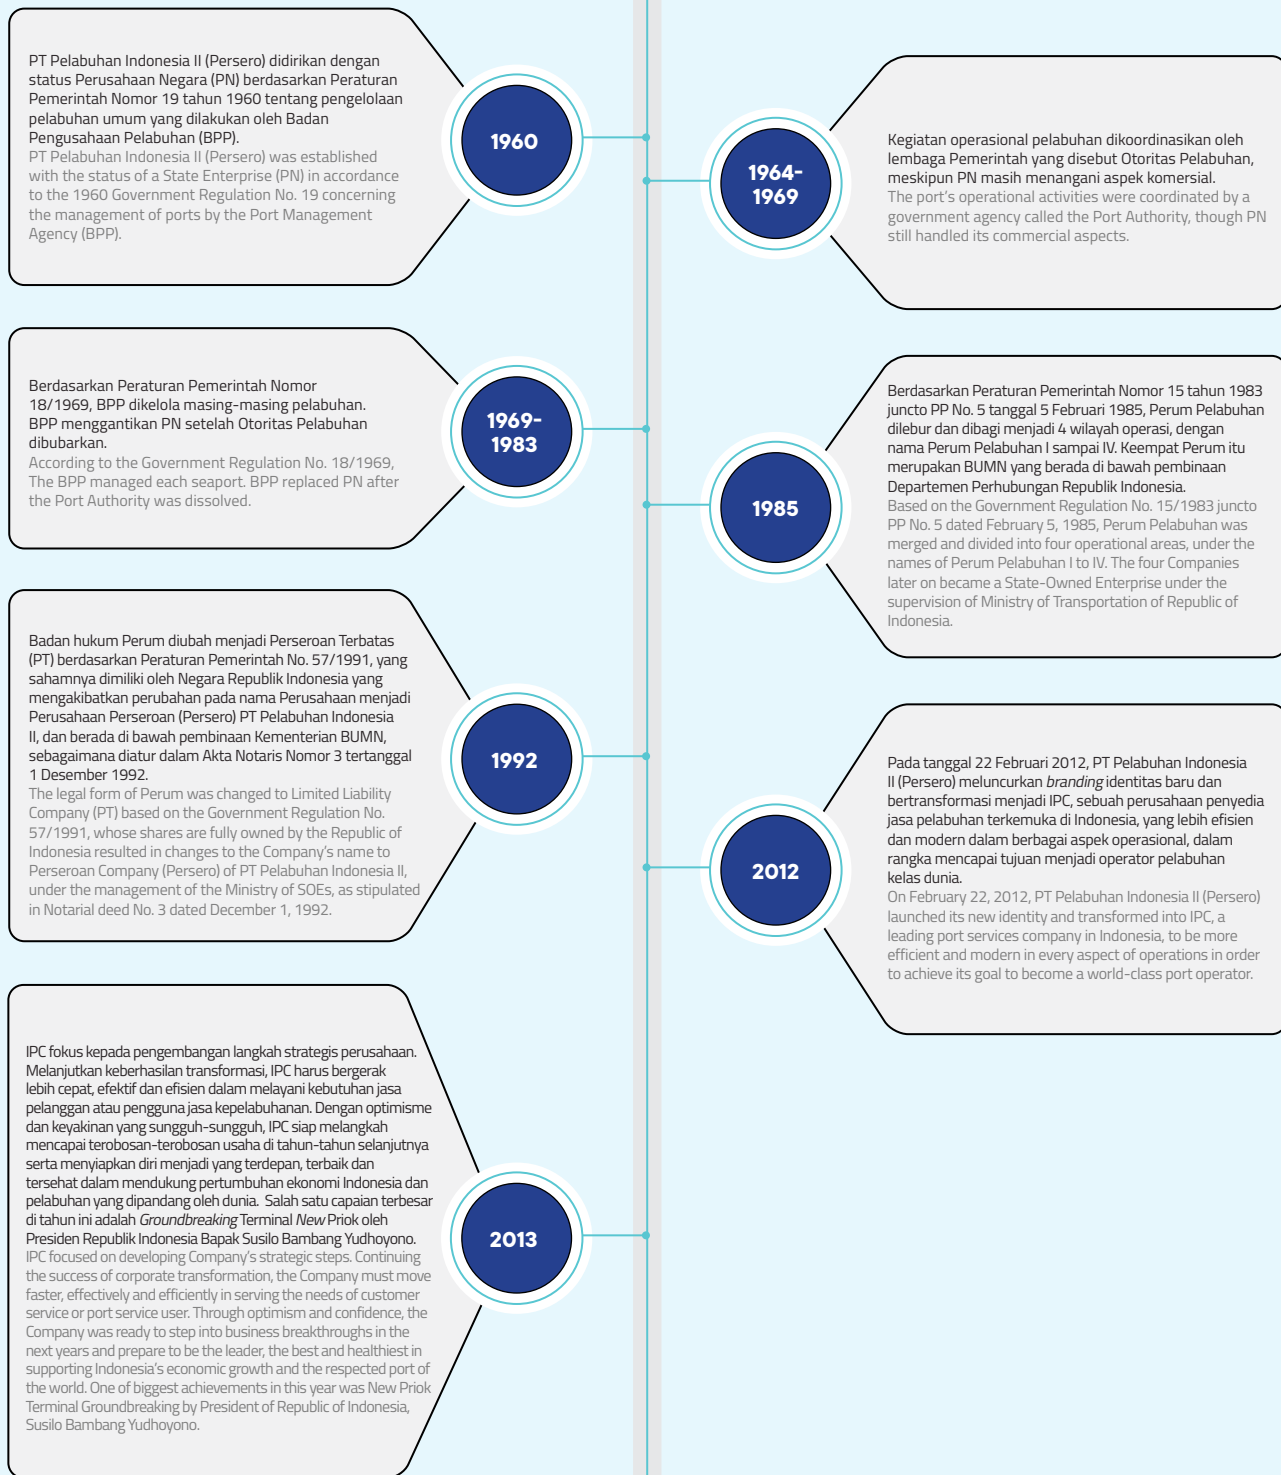 PT Pelabuhan Indonesia II (Persero) didirikan dengan
status Perusahaan Negara (PN) berdasarkan Peraturan
Pemerintah Nomor 19 tahun 1960 tentang pengelolaan
pelabuhan umum yang dilakukan oleh Badan
Pengusahaan Pelabuhan (BPP).
PT Pelabuhan Indonesia II (Persero) was established
with the status of a State Enterprise (PN) in accordance
to the 1960 Government Regulation No. 19 concerning
the management of ports by the Port Management
Agency (BPP).
1960
1964-
1969
Kegiatan operasional pelabuhan dikoordinasikan oleh
lembaga Pemerintah yang disebut Otoritas Pelabuhan,
meskipun PN masih menangani aspek komersial.
The port's operational activities were coordinated by a
government agency called the Port Authority, though PN
still handled its commercial aspects.
Berdasarkan Peraturan Pemerintah Nomor
18/1969, BPP dikelola masing-masing pelabuhan.
BPP menggantikan PN setelah Otoritas Pelabuhan
dibubarkan.
According to the Government Regulation No. 18/1969,
The BPP managed each seaport. BPP replaced PN after
the Port Authority was dissolved.
1969-
1983
1985
Berdasarkan Peraturan Pemerintah Nomor 15 tahun 1983
juncto PP No. 5 tanggal 5 Februari 1985, Perum Pelabuhan
dilebur dan dibagi menjadi 4 wilayah operasi, dengan
nama Perum Pelabuhan I sampai IV. Keempat Perum itu
merupakan BUMN yang berada di bawah pembinaan
Departemen Perhubungan Republik Indonesia.
Based on the Government Regulation No. 15/1983 juncto
PP No. 5 dated February 5, 1985, Perum Pelabuhan was
merged and divided into four operational areas, under the
names of Perum Pelabuhan I to IV. The four Companies
later on became a State-Owned Enterprise under the
supervision of Ministry of Transportation of Republic of
Indonesia.
Badan hukum Perum diubah menjadi Perseroan Terbatas
(PT) berdasarkan Peraturan Pemerintah No. 57/1991, yang
sahamnya dimiliki oleh Negara Republik Indonesia yang
mengakibatkan perubahan pada nama Perusahaan menjadi
Perusahaan Perseroan (Persero) PT Pelabuhan Indonesia
II, dan berada di bawah pembinaan Kementerian BUMN,
sebagaimana diatur dalam Akta Notaris Nomor 3 tertanggal
1 Desember 1992.
The legal form of Perum was changed to Limited Liability
Company (PT) based on the Government Regulation No.
57/1991, whose shares are fully owned by the Republic of
Indonesia resulted in changes to the Company's name to
Perseroan Company (Persero) of PT Pelabuhan Indonesia II,
under the management of the Ministry of SOEs, as stipulated
in Notarial deed No. 3 dated December 1, 1992.
1992
2012
Pada tanggal 22 Februari 2012, PT Pelabuhan Indonesia
II (Persero) meluncurkan branding identitas baru dan
bertransformasi menjadi IPC, sebuah perusahaan penyedia
jasa pelabuhan terkemuka di Indonesia, yang lebih efisien
dan modern dalam berbagai aspek operasional, dalam
rangka mencapai tujuan menjadi operator pelabuhan
kelas dunia.
On February 22, 2012, PT Pelabuhan Indonesia II (Persero)
launched its new identity and transformed into IPC, a
leading port services company in Indonesia, to be more
efficient and modern in every aspect of operations in order
to achieve its goal to become a world-class port operator.
IPC fokus kepada pengembangan langkah strategis perusahaan.
Melanjutkan keberhasilan transformasi, IPC harus bergerak
lebih cepat, efektif dan efisien dalam melayani kebutuhan jasa
pelanggan atau pengguna jasa kepelabuhanan. Dengan optimisme
dan keyakinan yang sungguh-sungguh, IPC siap melangkah
mencapai terobosan-terobosan usaha di tahun-tahun selanjutnya
serta menyiapkan diri menjadi yang terdepan, terbaik dan
tersehat dalam mendukung pertumbuhan ekonomi Indonesia dan
pelabuhan yang dipandang oleh dunia. Salah satu capaian terbesar
di tahun ini adalah Groundbreaking Terminal New Priok oleh
Presiden Republik Indonesia Bapak Susilo Bambang Yudhoyono.
IPC focused on developing Company's strategic steps. Continuing
the success of corporate transformation, the Company must move
faster, effectively and efficiently in serving the needs of customer
service or port service user. Through optimism and confidence, the
Company was ready to step into business breakthroughs in the
next years and prepare to be the leader, the best and healthiest in
supporting Indonesia's economic growth and the respected port of
the world. One of biggest achievements in this year was New Priok
Terminal Groundbreaking by President of Republic of Indonesia,
Susilo Bambang Yudhoyono.
2013